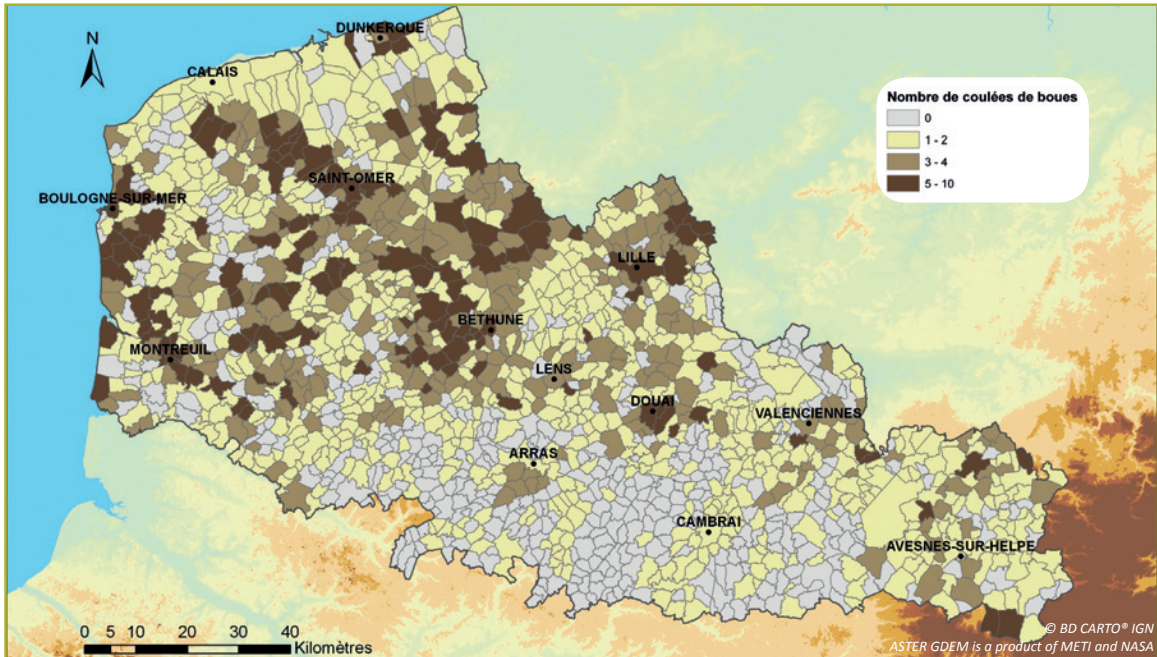 DUNKERQUE
N
CALAIS
Nombre de coulées de boues
0
1 - 2
3 - 4
5 - 10
SAINT-OMER
BOULOGNE-SUR-MER
LILLE
BETHUNE
MONTREUIL
LENS
DOUAI
VALENCIENNES
ARRAS
CAMBRAI
AVESNES-SUR-HELPE
0 5 10 20 30 40
Kilomètres
© BD CARTO® IGN
ASTER GDEM is a product of METI and NASA